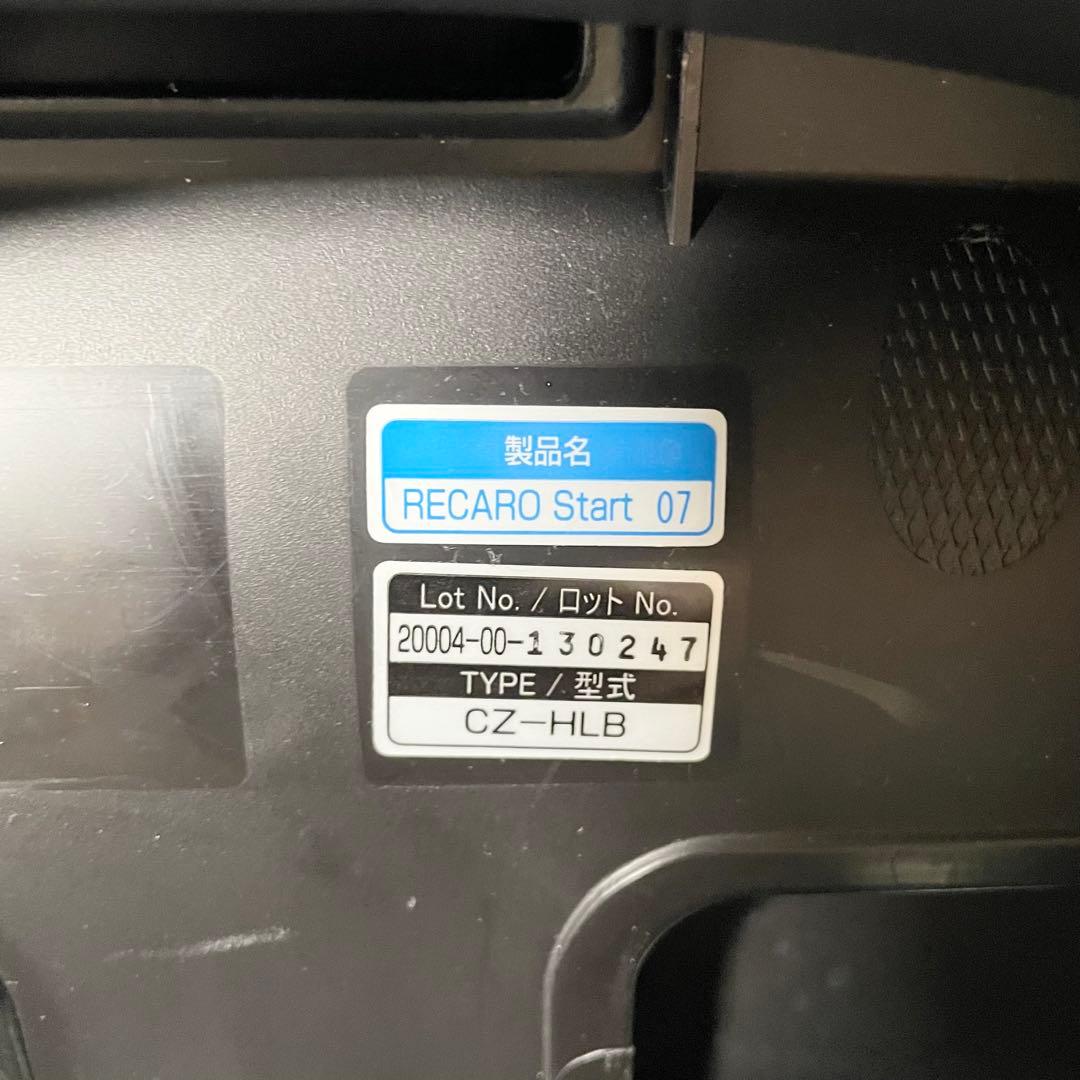 製品名
RECARO Start 07
Lot No. / ロット No.
20004-00-130247
TYPE / 型式
CZ-HLB